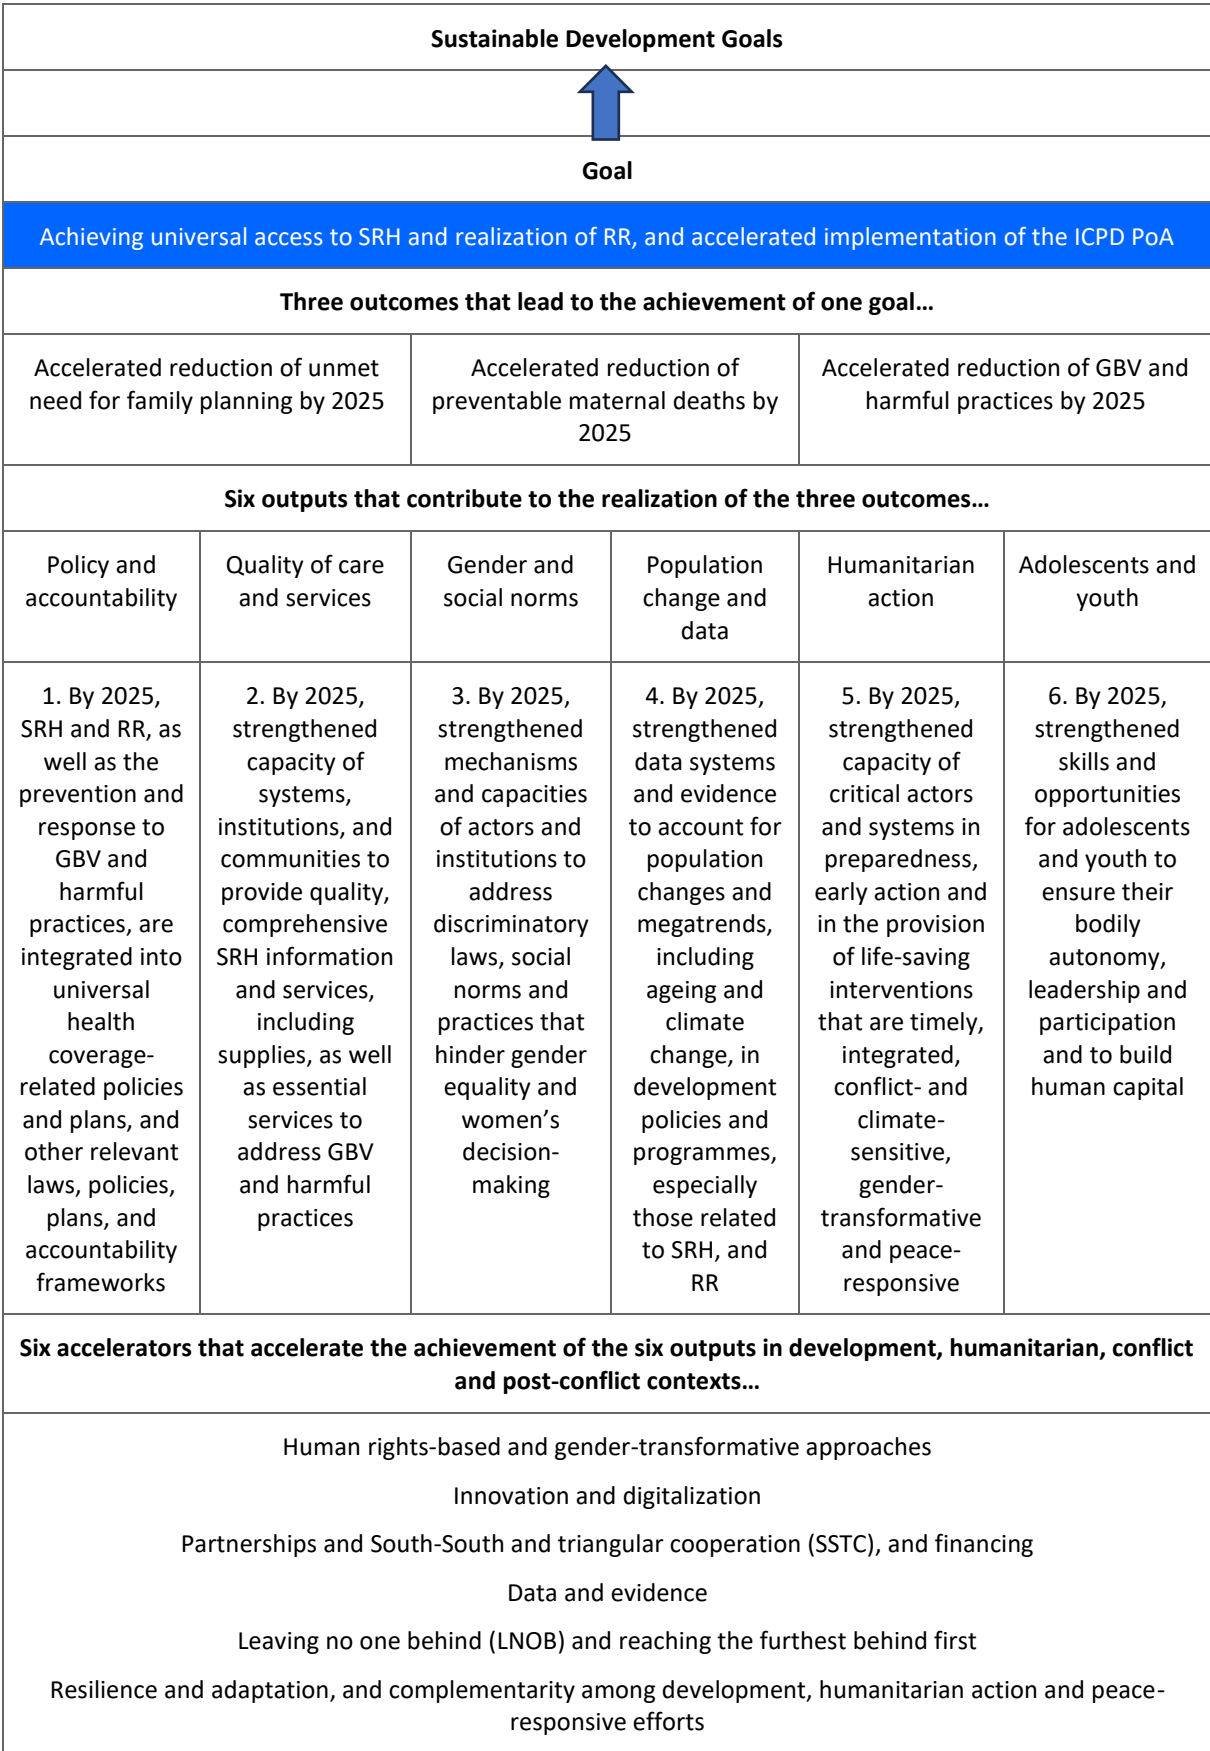 Sustainable Development Goals
Goal
Achieving universal access to SRH and realization of RR, and accelerated implementation of the ICPD PoA
Three outcomes that lead to the achievement of one goal…
Accelerated reduction of unmet
need for family planning by 2025
Accelerated reduction of
preventable maternal deaths by
2025
Accelerated reduction of GBV and
harmful practices by 2025
Six outputs that contribute to the realization of the three outcomes…
Policy and
accountability
Quality of care
and services
Gender and
social norms
Population
change and
data
Humanitarian
action
Adolescents and
youth
1. By 2025,
SRH and RR, as
well as the
prevention and
response to
GBV and
harmful
practices, are
integrated into
universal
health
coverage-
related policies
and plans, and
other relevant
laws, policies,
plans, and
accountability
frameworks
2. By 2025,
strengthened
capacity of
systems,
institutions, and
communities to
provide quality,
comprehensive
SRH information
and services,
including
supplies, as well
as essential
services to
address GBV
and harmful
practices
3. By 2025,
strengthened
mechanisms
and capacities
of actors and
institutions to
address
discriminatory
laws, social
norms and
practices that
hinder gender
equality and
women’s
decision-
making
4. By 2025,
strengthened
data systems
and evidence
to account for
population
changes and
megatrends,
including
ageing and
climate
change, in
development
policies and
programmes,
especially
those related
to SRH, and
RR
5. By 2025,
strengthened
capacity of
critical actors
and systems in
preparedness,
early action and
in the provision
of life-saving
interventions
that are timely,
integrated,
conflict- and
climate-
sensitive,
gender-
transformative
and peace-
responsive
6. By 2025,
strengthened
skills and
opportunities
for adolescents
and youth to
ensure their
bodily
autonomy,
leadership and
participation
and to build
human capital
Six accelerators that accelerate the achievement of the six outputs in development, humanitarian, conflict
and post-conflict contexts…
Human rights-based and gender-transformative approaches
Innovation and digitalization
Partnerships and South-South and triangular cooperation (SSTC), and financing
Data and evidence
Leaving no one behind (LNOB) and reaching the furthest behind first
Resilience and adaptation, and complementarity among development, humanitarian action and peace-
responsive efforts